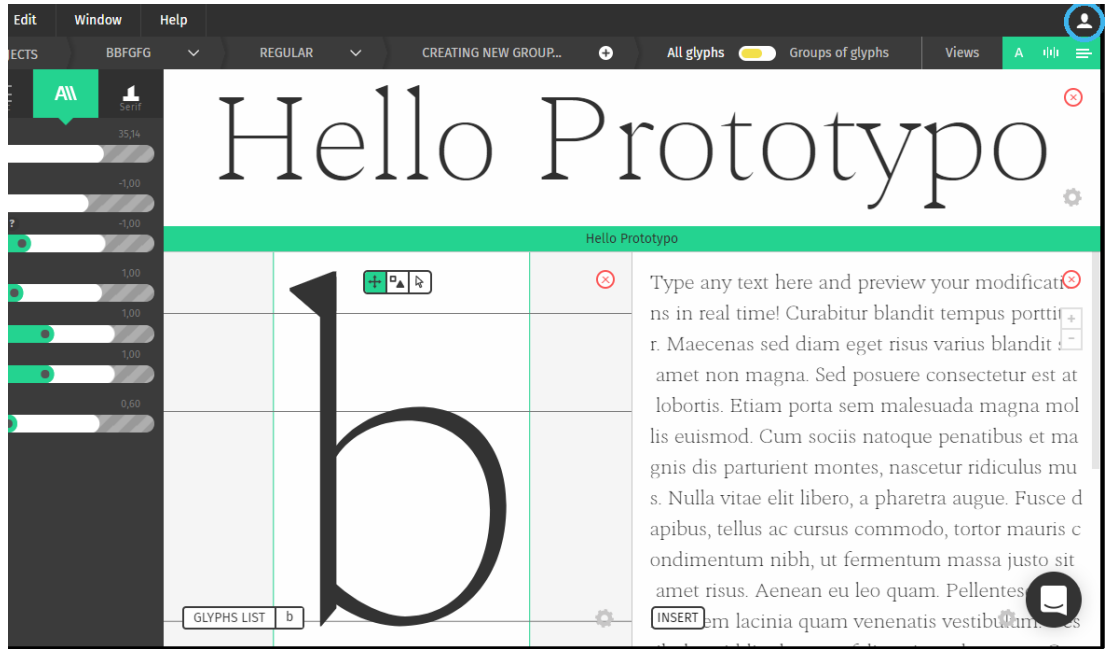 Edit Window Help
JECTS BBFGFG REGULAR CREATING NEW GROUP... All glyphs Groups of glyphs Views A
Serif
35,14
-1,00
? -1,00
1,00
1,00
1,00
0,60
Hello Prototypo
Hello Prototypo
b
GLYPHS LIST b
Type any text here and preview your modificati
ns in real time! Curabitur blandit tempus portti
r. Maecenas sed diam eget risus varius blandit s
amet non magna. Sed posuere consectetur est at
lobortis. Etiam porta sem malesuada magna mol
lis euismod. Cum sociis natoque penatibus et ma
gnis dis parturient montes, nascetur ridiculus mu
s. Nulla vitae elit libero, a pharetra augue. Fusce d
apibus, tellus ac cursus commodo, tortor mauris c
ondimentum nibh, ut fermentum massa justo sit
amet risus. Aenean eu leo quam. Pellentes
INSERT em lacinia quam venenatis vestibulum.